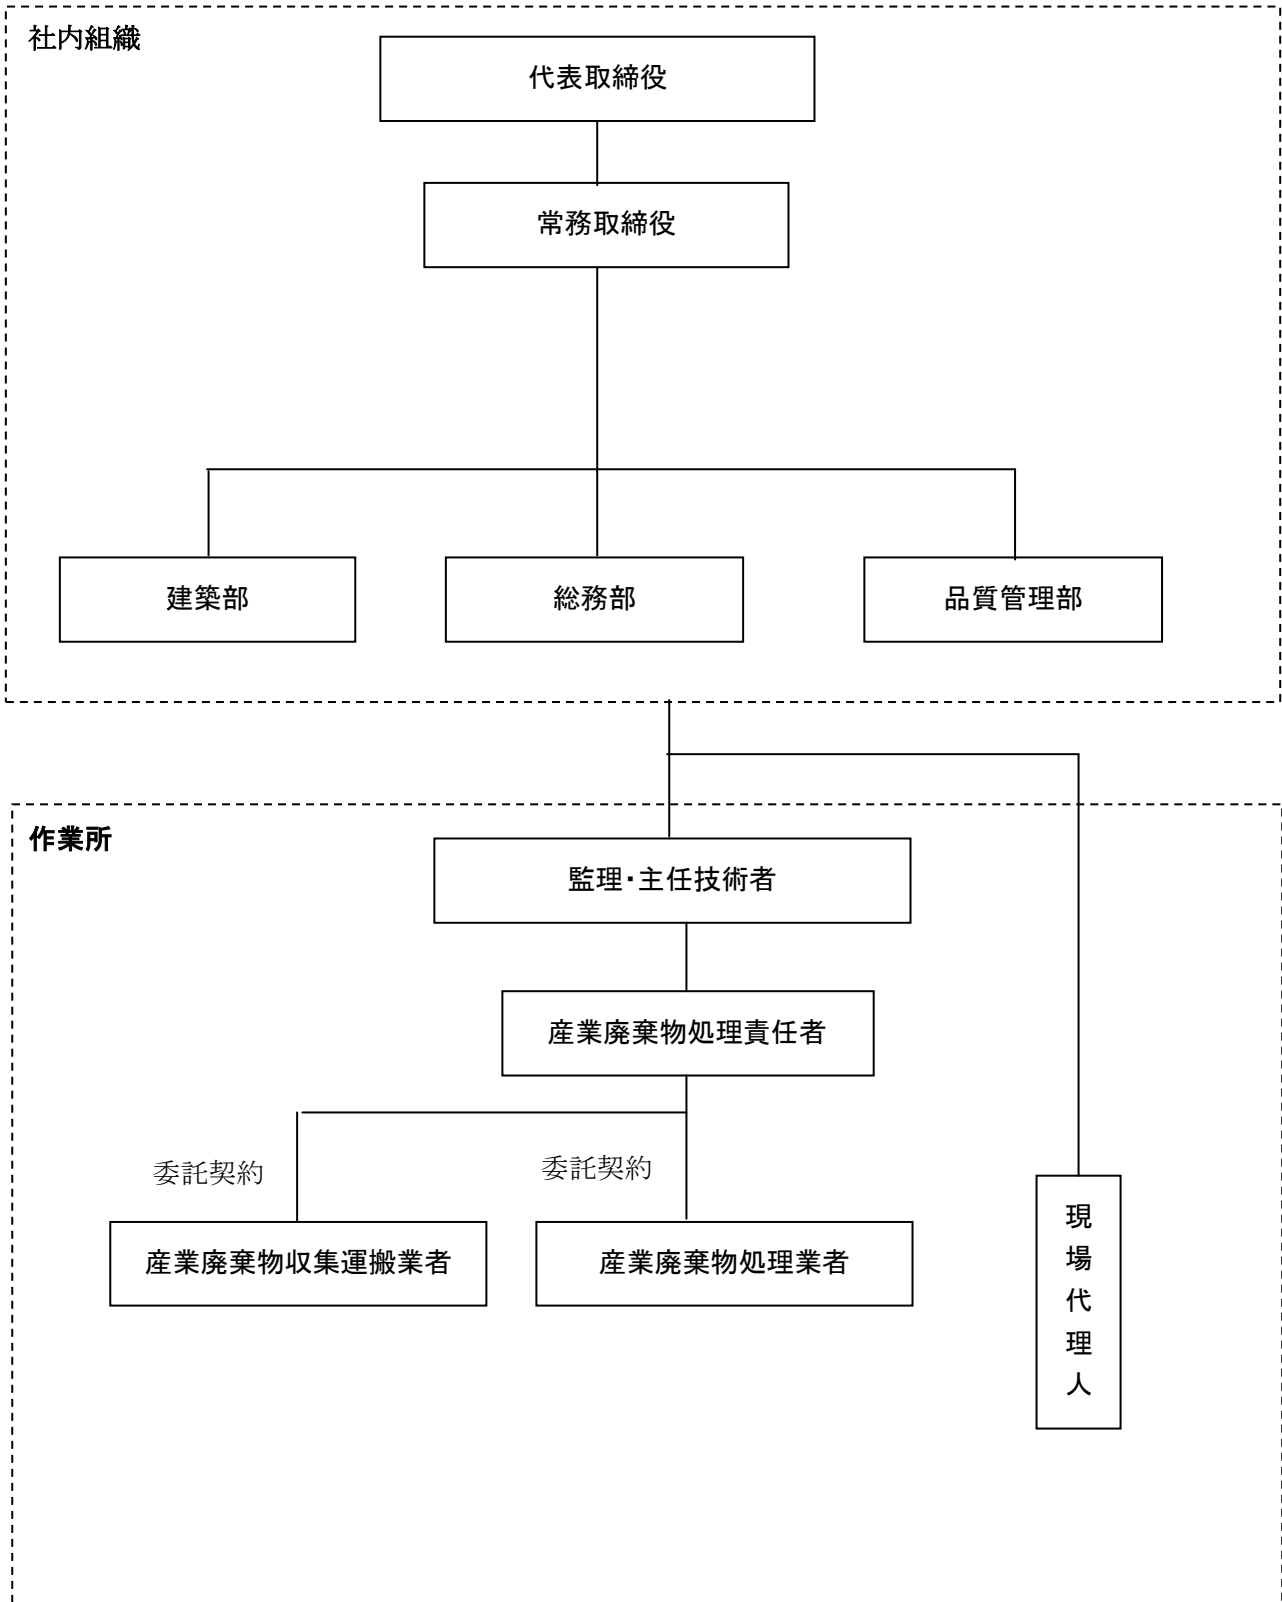 社内組織
代表取締役
常務取締役
建築部
総務部
品質管理部
作業所
監理・主任技術者
産業廃棄物処理責任者
委託契約
委託契約
産業廃棄物収集運搬業者
産業廃棄物処理業者
現場代理人